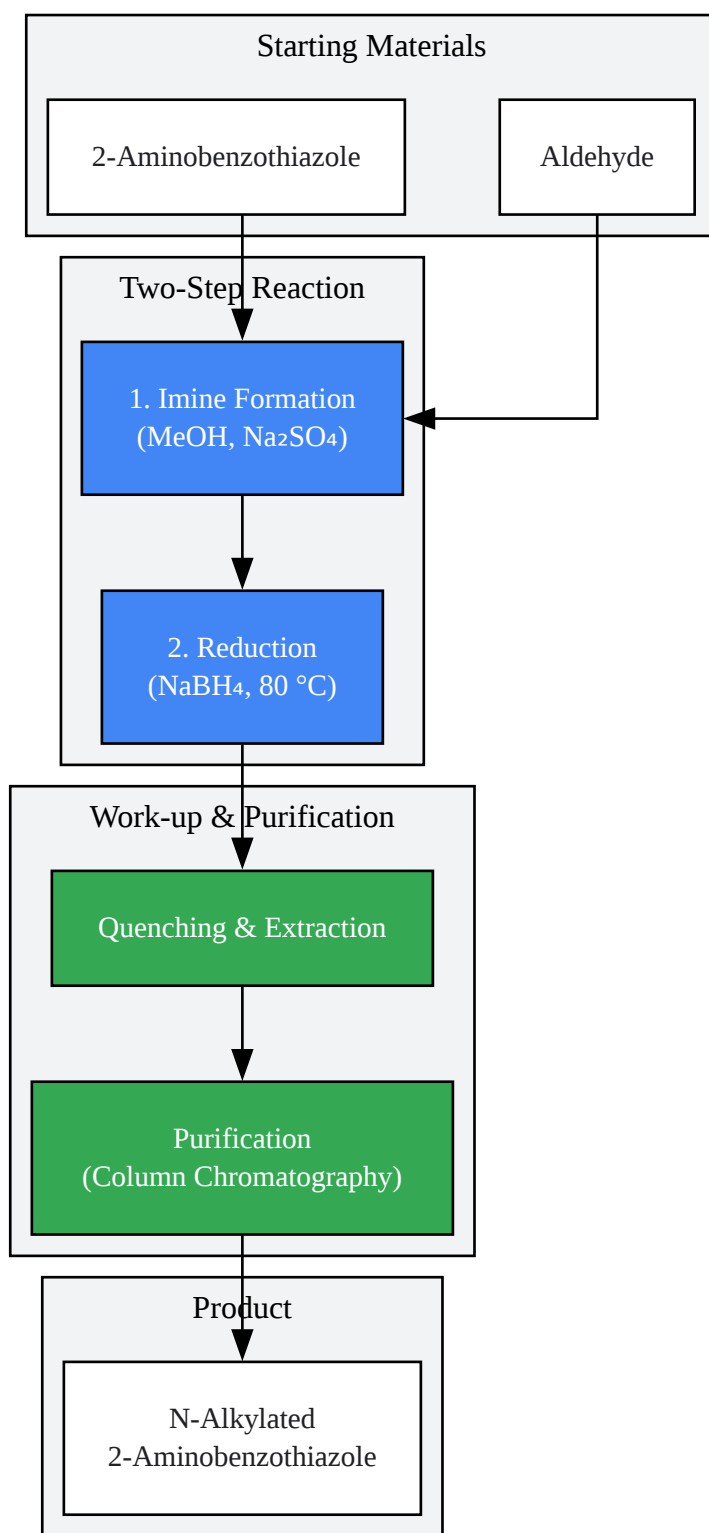 Starting Materials
2-Aminobenzothiazole
Aldehyde
Two-Step Reaction
1. Imine Formation
(MeOH, Na₂SO₄)
2. Reduction
(NaBH₄, 80 °C)
Work-up & Purification
Quenching & Extraction
Purification
(Column Chromatography)
Product
N-Alkylated
2-Aminobenzothiazole